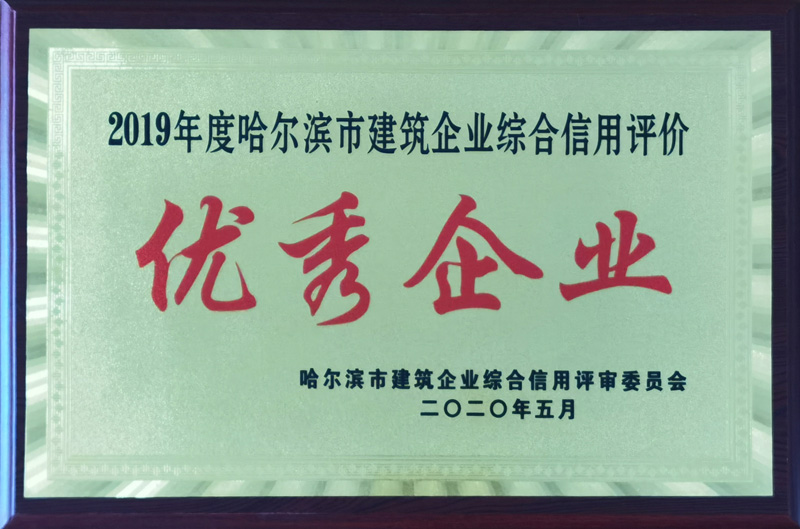 2019年度哈尔滨市建筑企业综合信用评价
优秀企业
哈尔滨市建筑企业综合信用评审委员会
二〇二〇年五月